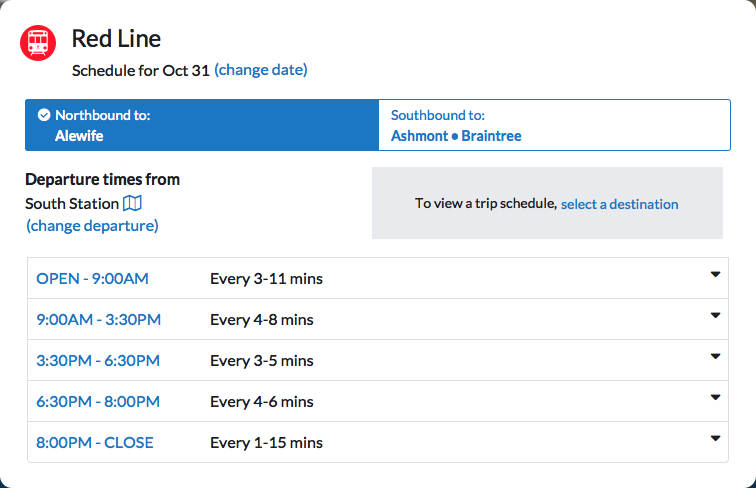 Red Line
Schedule for Oct 31 (change date)
Northbound to:
Alewife
Southbound to:
Ashmont • Braintree
Departure times from
South Station
(change departure)
To view a trip schedule, select a destination
OPEN - 9:00AM Every 3-11 mins
9:00AM - 3:30PM Every 4-8 mins
3:30PM - 6:30PM Every 3-5 mins
6:30PM - 8:00PM Every 4-6 mins
8:00PM - CLOSE Every 1-15 mins